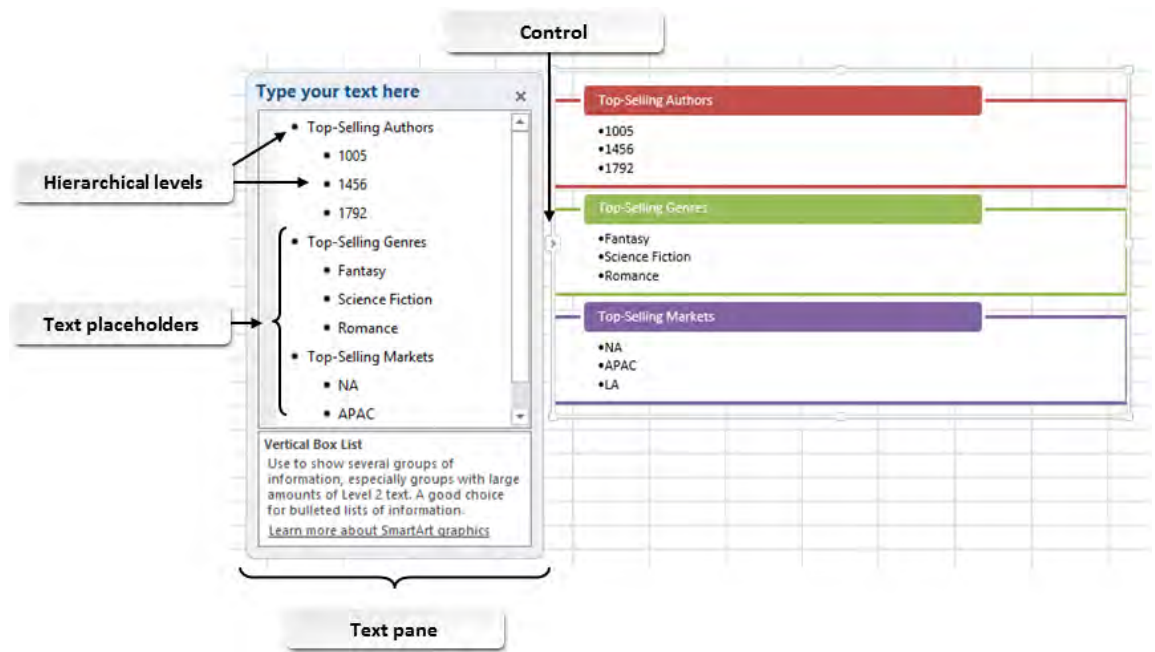 Control
Type your text here
Top-Selling Authors
1005
1456
1792
Top-Selling Genres
Fantasy
Science Fiction
Romance
Top-Selling Markets
NA
APAC
Vertical Box List
Use to show several groups of
information, especially groups with large
amounts of Level 2 text. A good choice
for bulleted lists of information.
Learn more about SmartArt graphics
Hierarchical levels
Text placeholders
Text pane
Top-Selling Authors
•1005
•1456
•1792
Top-Selling Genres
•Fantasy
•Science Fiction
•Romance
Top-Selling Markets
•NA
•APAC
•LA